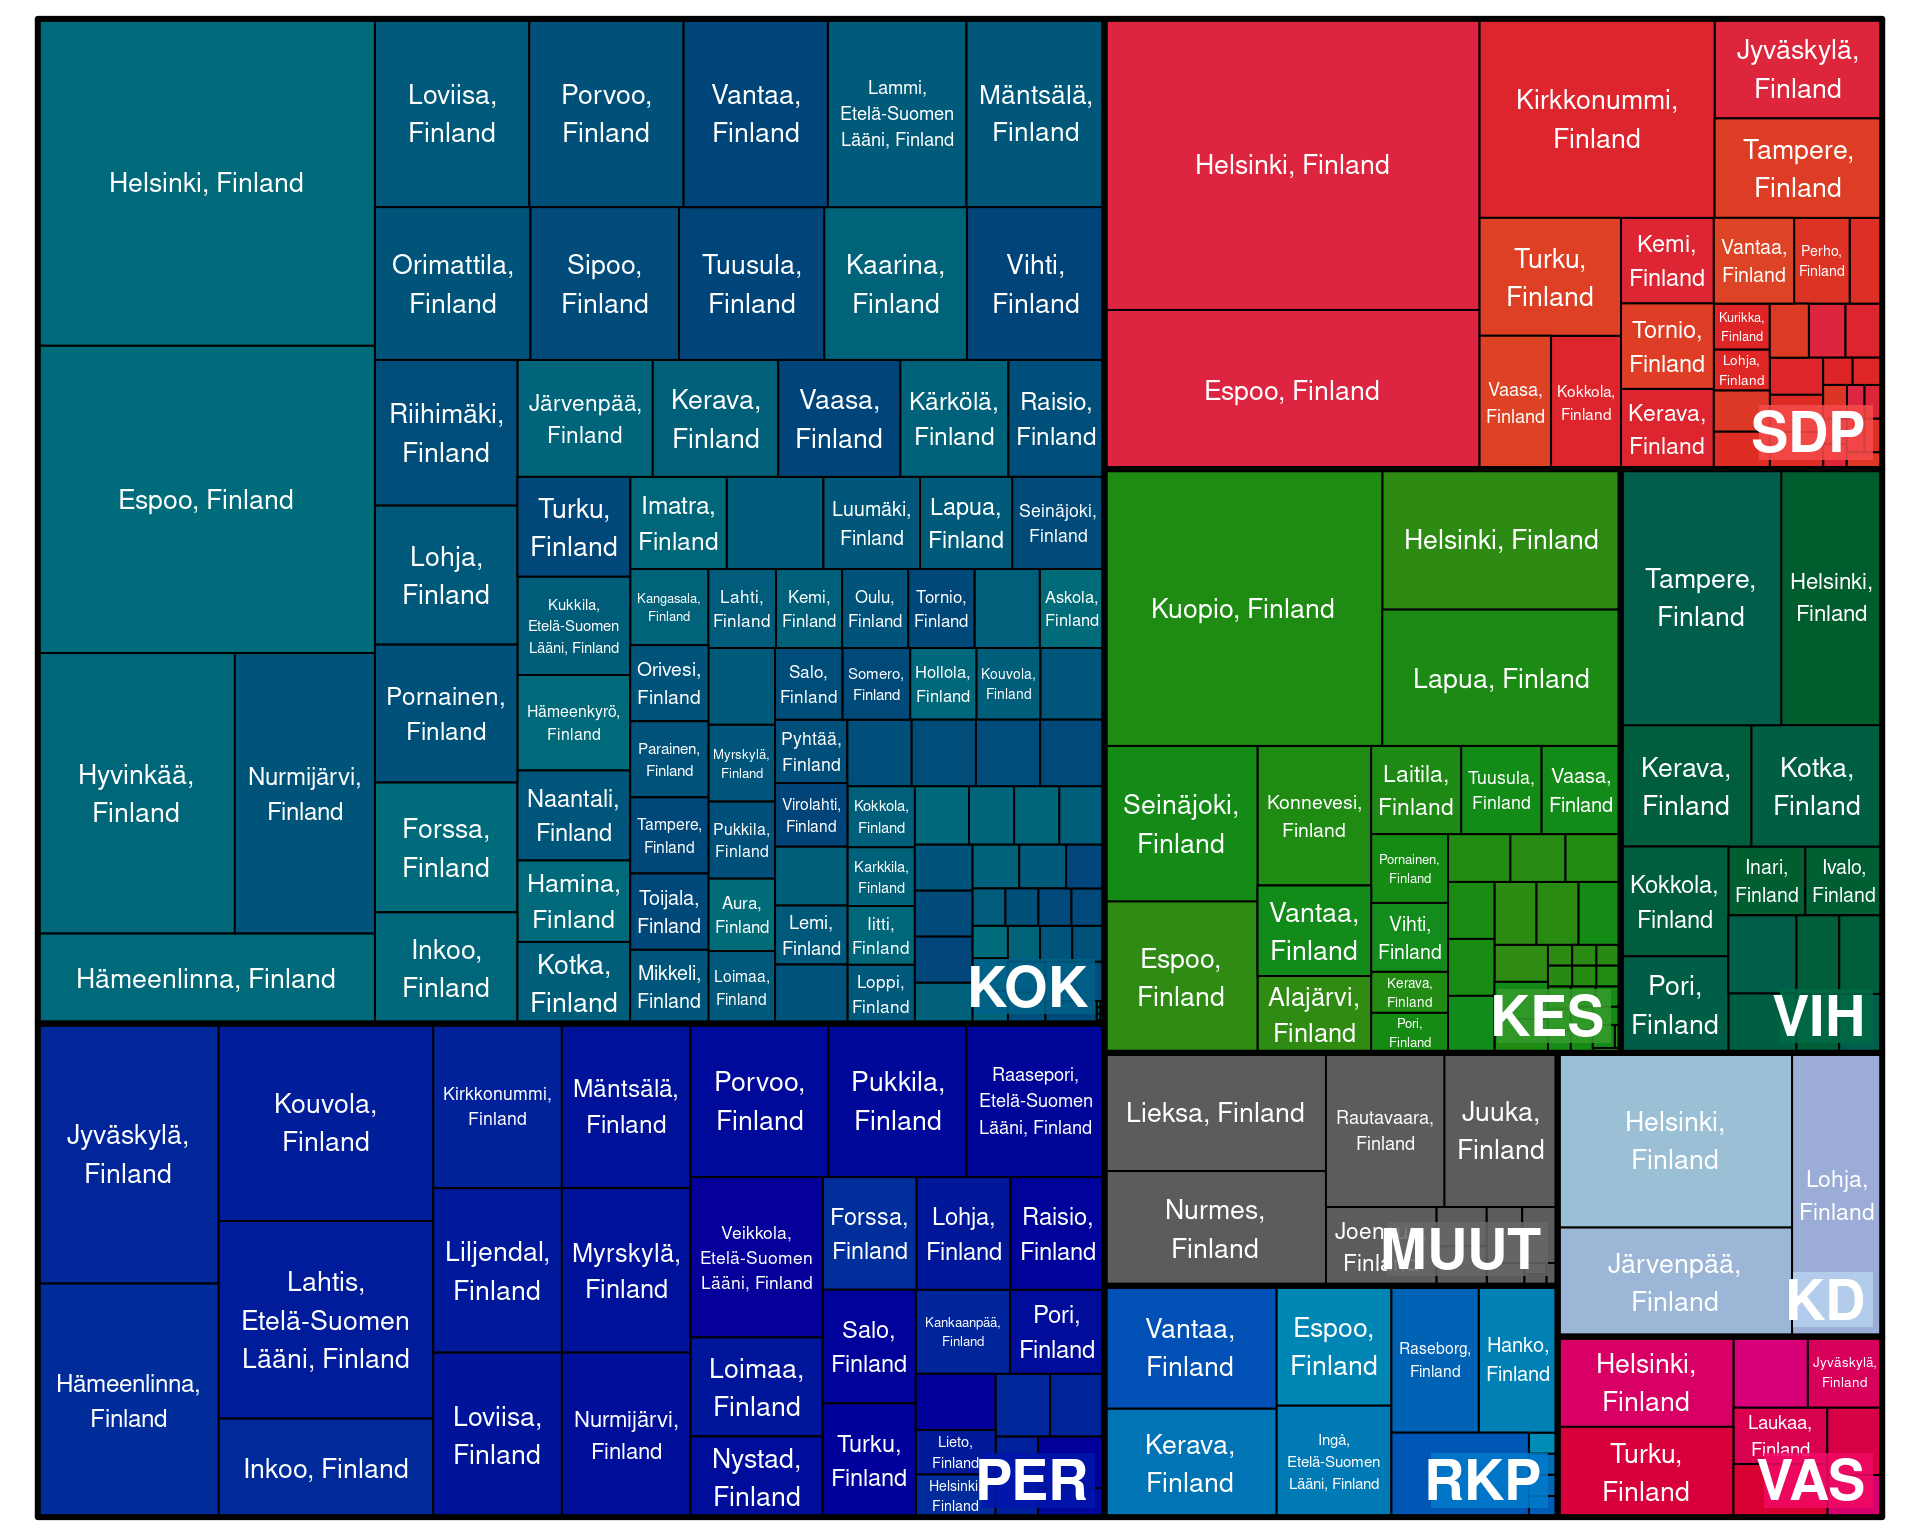 Helsinki, Finland
Espoo, Finland
Hyvinkää,
Finland
Nurmijärvi,
Finland
Hämeenlinna, Finland
Loviisa,
Finland
Porvoo,
Finland
Vantaa,
Finland
Lammi,
Etelä-Suomen
Lääni, Finland
Mäntsälä,
Finland
Orimattila,
Finland
Sipoo,
Finland
Tuusula,
Finland
Kaarina,
Finland
Vihti,
Finland
Riihimäki,
Finland
Lohja,
Finland
Pornainen,
Finland
Forssa,
Finland
Inkoo,
Finland
Järvenpää,
Finland
Kerava,
Finland
Vaasa,
Finland
Kärkölä,
Finland
Raisio,
Finland
Turku,
Finland
Kukkila,
Etelä-Suomen
Lääni, Finland
Hämeenkyrö,
Finland
Naantali,
Finland
Hamina,
Finland
Kotka,
Finland
Imatra,
Finland
Luumäki,
Finland
Lapua,
Finland
Seinäjoki,
Finland
Kangasala,
Finland
Lahti,
Finland
Kemi,
Finland
Oulu,
Finland
Tornio,
Finland
Askola,
Finland
Orivesi,
Finland
Parainen,
Finland
Tampere,
Finland
Toijala,
Finland
Mikkeli,
Finland
Myrskylä,
Finland
Pukkila,
Finland
Aura,
Finland
Loimaa,
Finland
Salo,
Finland
Somero,
Finland
Hollola,
Finland
Kouvola,
Finland
Pyhtää,
Finland
Virolahti,
Finland
Lemi,
Finland
Kokkola,
Finland
Karkkila,
Finland
Iitti,
Finland
Loppi,
Finland
KOK
Helsinki, Finland
Espoo, Finland
Kirkkonummi,
Finland
Jyväskylä,
Finland
Tampere,
Finland
Turku,
Finland
Vaasa,
Finland
Kokkola,
Finland
Kemi,
Finland
Tornio,
Finland
Kerava,
Finland
Vantaa,
Finland
Perho,
Finland
Kurikka,
Finland
Lohja,
Finland
SDP
Kuopio, Finland
Helsinki, Finland
Lapua, Finland
Seinäjoki,
Finland
Espoo,
Finland
Konnevesi,
Finland
Vantaa,
Finland
Alajärvi,
Finland
Laitila,
Finland
Tuusula,
Finland
Vaasa,
Finland
Pornainen,
Finland
Vihti,
Finland
Kerava,
Finland
Pori,
Finland
KES
Tampere,
Finland
Helsinki,
Finland
Kerava,
Finland
Kotka,
Finland
Kokkola,
Finland
Pori,
Finland
Inari,
Finland
Ivalo,
Finland
VIH
Jyväskylä,
Finland
Hämeenlinna,
Finland
Kouvola,
Finland
Lahtis,
Etelä-Suomen
Lääni, Finland
Inkoo, Finland
Kirkkonummi,
Finland
Mäntsälä,
Finland
Liljendal,
Finland
Myrskylä,
Finland
Loviisa,
Finland
Nurmijärvi,
Finland
Porvoo,
Finland
Pukkila,
Finland
Raasepori,
Etelä-Suomen
Lääni, Finland
Veikkola,
Etelä-Suomen
Lääni, Finland
Loimaa,
Finland
Nystad,
Finland
Forssa,
Finland
Lohja,
Finland
Raisio,
Finland
Salo,
Finland
Turku,
Finland
Kankaanpää,
Finland
Pori,
Finland
Lieto,
Finland
Helsinki
Finland
PER
Lieksa, Finland
Nurmes,
Finland
Rautavaara,
Finland
Juuka,
Finland
MUUT
Helsinki,
Finland
Järvenpää,
Finland
Lohja,
Finland
KD
Vantaa,
Finland
Kerava,
Finland
Espoo,
Finland
Ingå,
Etelä-Suomen
Lääni, Finland
Raseborg,
Finland
Hanko,
Finland
RKP
Helsinki,
Finland
Turku,
Finland
Jyväskylä,
Finland
Laukaa,
Finland
VAS